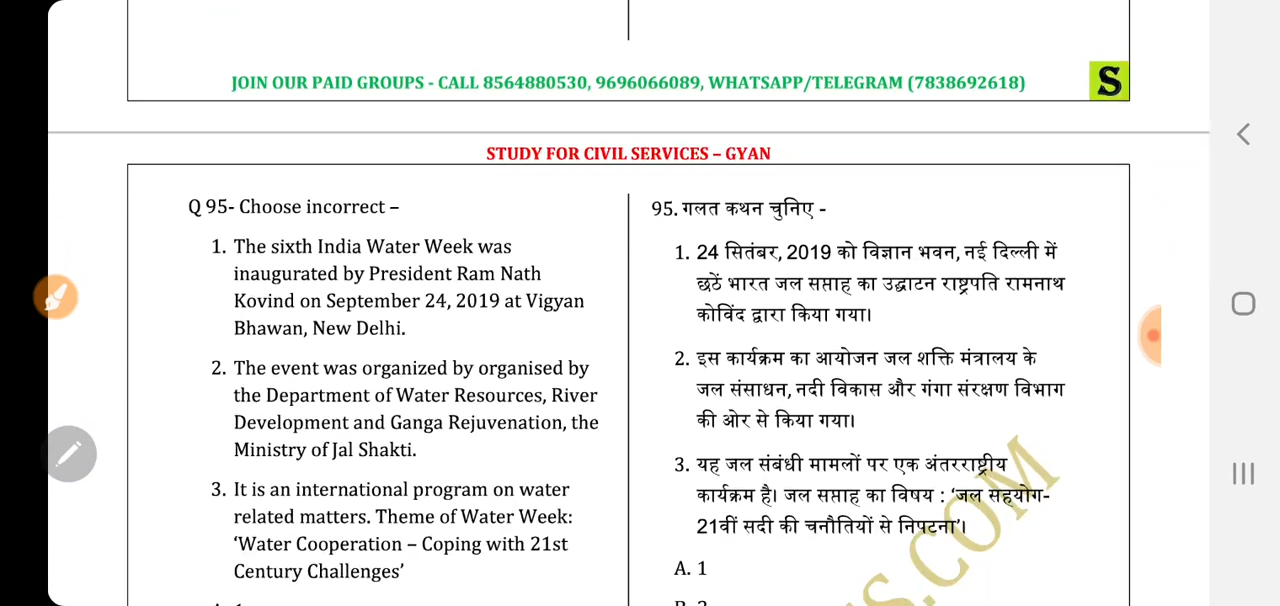 JOIN OUR PAID GROUPS - CALL 8564880530, 9696066089, WHATSAPP/TELEGRAM (7838692618)
S
STUDY FOR CIVIL SERVICES – GYAN
Q 95- Choose incorrect –
1. The sixth India Water Week was
inaugurated by President Ram Nath
Kovind on September 24, 2019 at Vigyan
Bhawan, New Delhi.
2. The event was organized by organised by
the Department of Water Resources, River
Development and Ganga Rejuvenation, the
Ministry of Jal Shakti.
3. It is an international program on water
related matters. Theme of Water Week:
‘Water Cooperation – Coping with 21st
Century Challenges’
95. गलत कथन चुनिए -
1. 24 सितंबर, 2019 को विज्ञान भवन, नई दिल्ली में
छठें भारत जल सप्ताह का उद्घाटन राष्ट्रपति रामनाथ
कोविंद द्वारा किया गया।
2. इस कार्यक्रम का आयोजन जल शक्ति मंत्रालय के
जल संसाधन, नदी विकास और गंगा संरक्षण विभाग
की ओर से किया गया।
3. यह जल संबंधी मामलों पर एक अंतरराष्ट्रीय
कार्यक्रम है। जल सप्ताह का विषय : ‘जल सहयोग-
21वीं सदी की चनौतियों से निपटना’।
A. 1
S.COM